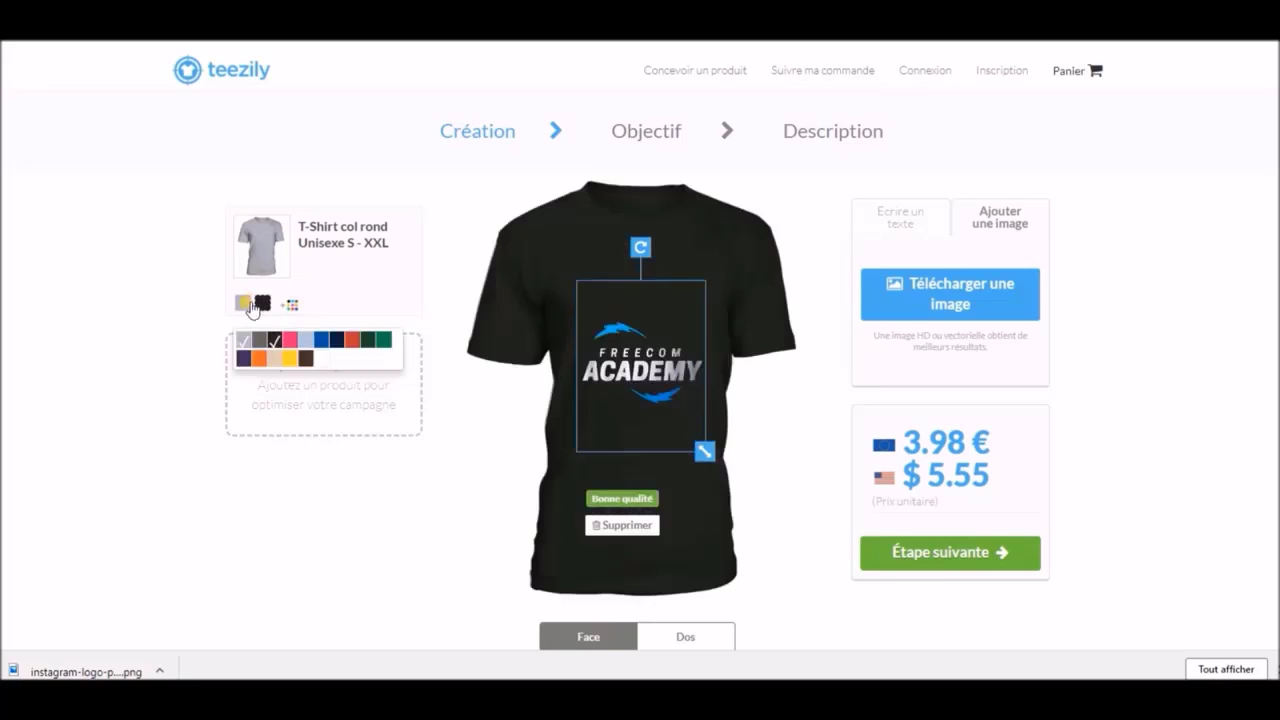 teezily
Concevoir un produit
Suivre ma commande
Connexion
Inscription
Panier
Création
Objectif
Description
T-Shirt col rond
Unisexe S - XXL
Ajoutez un produit pour
optimiser votre campagne
FREECOM
ACADEMY
Bonne qualité
Supprimer
Face
Dos
Ecrire un
texte
Ajouter
une image
Télécharger une
image
Une image HD ou vectorielle obtient de
meilleurs résultats.
3.98 €
$ 5.55
(Prix unitaire)
Étape suivante
instagram-logo-p....png
Tout afficher